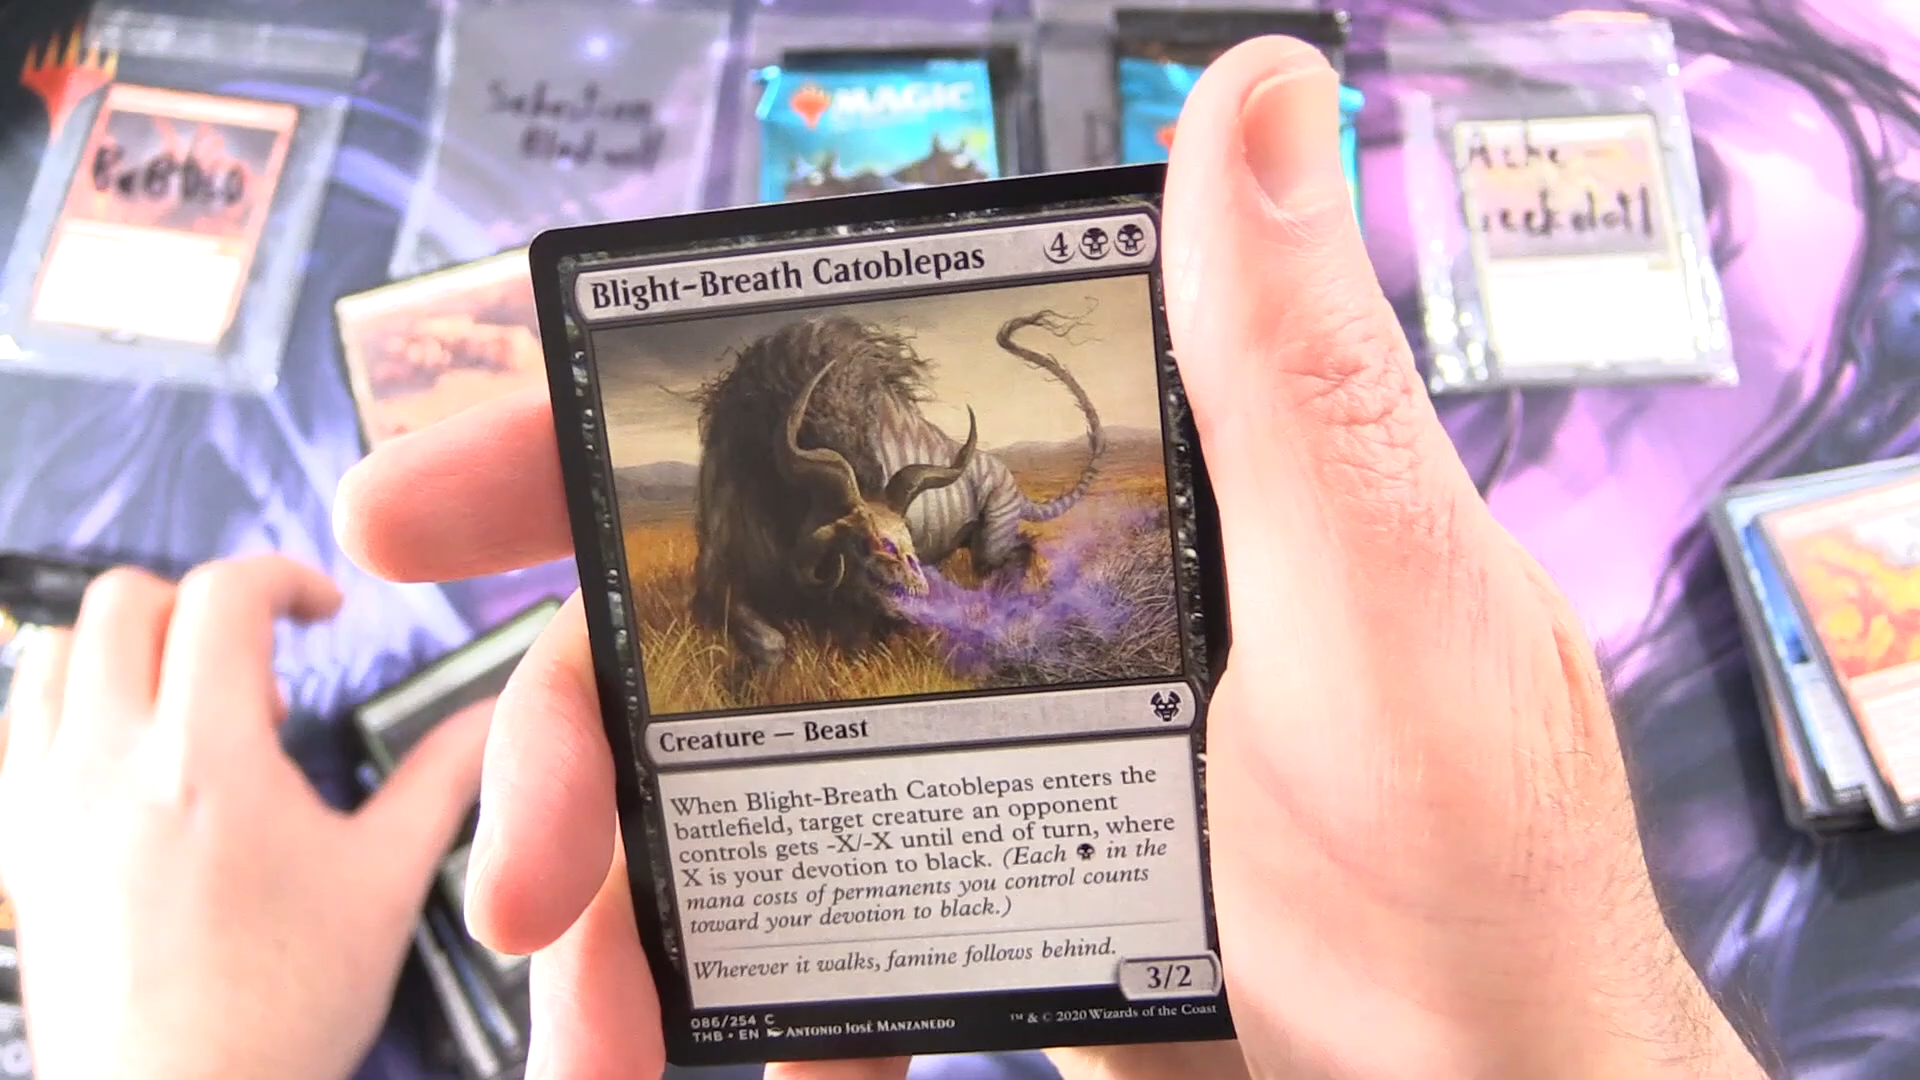 BaBDeD
Sebastian
MAGIC
Ache
Blight-Breath Catoblepas 4
Creature — Beast
When Blight-Breath Catoblepas enters the
battlefield, target creature an opponent
controls gets -X/-X until end of turn, where
X is your devotion to black. (Each in the
mana costs of permanents you control counts
toward your devotion to black.)
Wherever it walks, famine follows behind.
3/2
086/254 C
THB • EN ANTONIO JOSÉ MANZANEDO
™ & © 2020 Wizards of the Coast